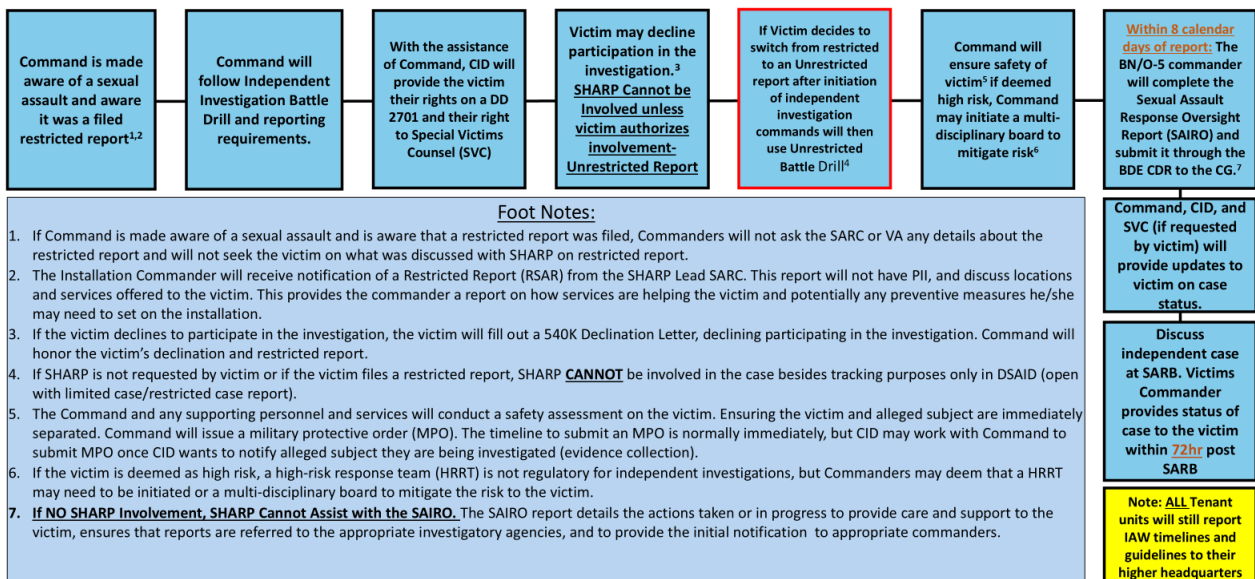 Command is made
aware of a sexual
assault and aware
it was a filed
restricted report1,2
Command will
follow Independent
Investigation Battle
Drill and reporting
requirements.
With the assistance
of Command, CID will
provide the victim
their rights on a DD
2701 and their right
to Special Victims
Counsel (SVC)
Victim may decline
participation in the
investigation.3
SHARP Cannot be
Involved unless
victim authorizes
involvement-
Unrestricted Report
If Victim decides to
switch from restricted
to an Unrestricted
report after initiation
of independent
investigation
commands will then
use Unrestricted
Battle Drill4
Command will
ensure safety of
victim5 if deemed
high risk, Command
may initiate a multi-
disciplinary board to
mitigate risk6
Within 8 calendar
days of report: The
BN/O-5 commander
will complete the
Sexual Assault
Response Oversight
Report (SAIRO) and
submit it through the
BDE CDR to the CG.7
Command, CID, and
SVC (if requested
by victim) will
provide updates to
victim on case
status.
Discuss
independent case
at SARB. Victims
Commander
provides status of
case to the victim
within 72hr post
SARB
Note: ALL Tenant
units will still report
IAW timelines and
guidelines to their
higher headquarters
Foot Notes:
1. If Command is made aware of a sexual assault and is aware that a restricted report was filed, Commanders will not ask the SARC or VA any details about the
restricted report and will not seek the victim on what was discussed with SHARP on restricted report.
2. The Installation Commander will receive notification of a Restricted Report (RSAR) from the SHARP Lead SARC. This report will not have PII, and discuss locations
and services offered to the victim. This provides the commander a report on how services are helping the victim and potentially any preventive measures he/she
may need to set on the installation.
3. If the victim declines to participate in the investigation, the victim will fill out a 540K Declination Letter, declining participating in the investigation. Command will
honor the victim's declination and restricted report.
4. If SHARP is not requested by victim or if the victim files a restricted report, SHARP CANNOT be involved in the case besides tracking purposes only in DSAID (open
with limited case/restricted case report).
5. The Command and any supporting personnel and services will conduct a safety assessment on the victim. Ensuring the victim and alleged subject are immediately
separated. Command will issue a military protective order (MPO). The timeline to submit an MPO is normally immediately, but CID may work with Command to
submit MPO once CID wants to notify alleged subject they are being investigated (evidence collection).
6. If the victim is deemed as high risk, a high-risk response team (HRRT) is not regulatory for independent investigations, but Commanders may deem that a HRRT
may need to be initiated or a multi-disciplinary board to mitigate the risk to the victim.
7. If NO SHARP Involvement, SHARP Cannot Assist with the SAIRO. The SAIRO report details the actions taken or in progress to provide care and support to the
victim, ensures that reports are referred to the appropriate investigatory agencies, and to provide the initial notification to appropriate commanders.